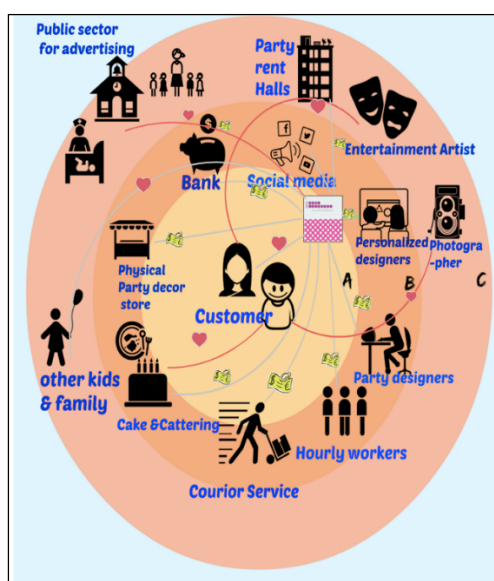 Public sector
for advertising
Party
rent
Halls
Entertainment Artist
$
f
Bank
Social media
Personalized
designers
Photogra
-pher
Physical
Party decor
store
A
B
C
Customer
other kids
& family
Party designers
Cake &Cattering
Hourly workers
Courior Service